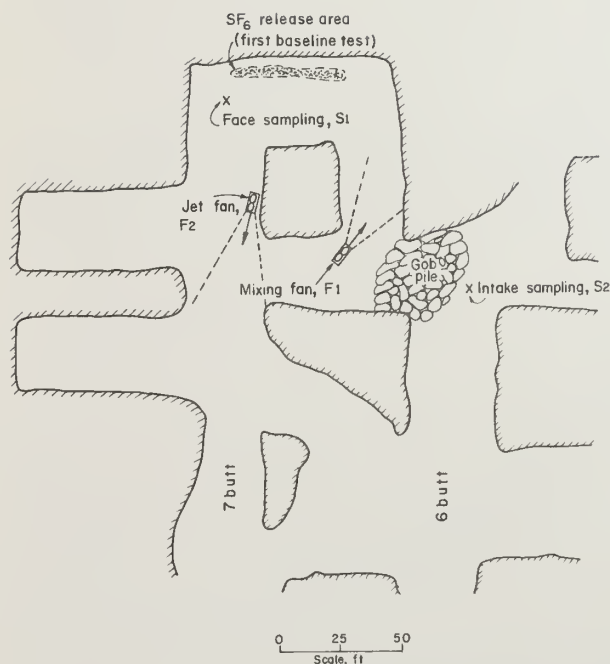 SF6 release area
(first baseline test)
x
Face sampling, S1
Jet fan,
F2
Mixing fan, F1
Gob
pile
x Intake sampling, S2
7 butt
6 butt
0 25 50
Scale, ft